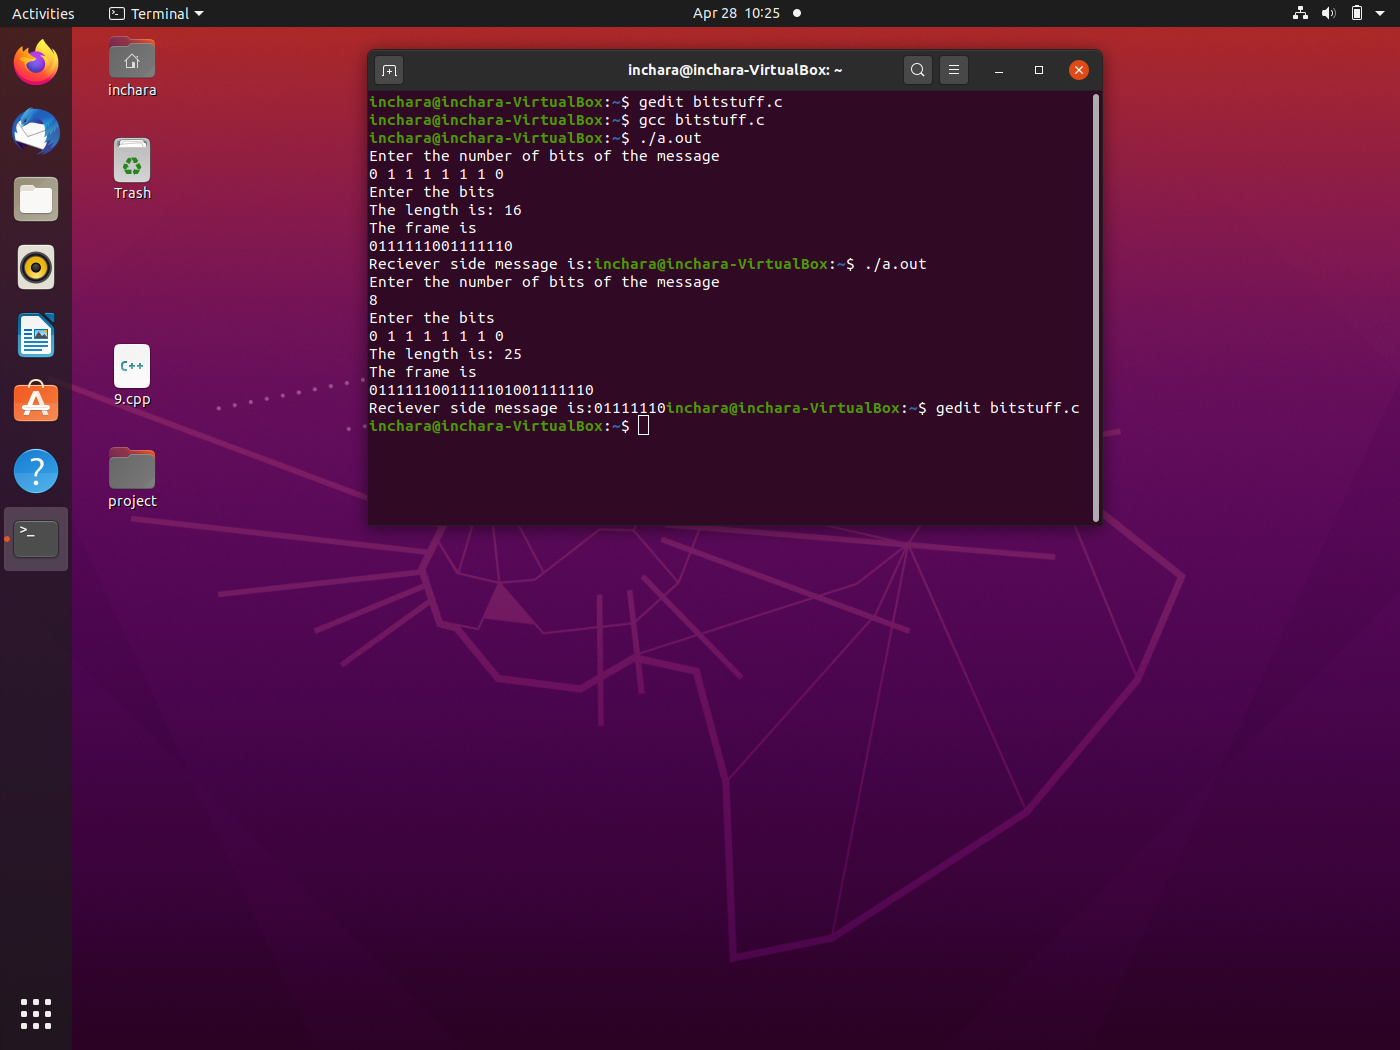 Activities
Terminal
Apr 28 10:25
inchara
Trash
C++
9.cpp
project
inchara@inchara-VirtualBox: ~
inchara@inchara-VirtualBox:~$ gedit bitstuff.c
inchara@inchara-VirtualBox:~$ gcc bitstuff.c
inchara@inchara-VirtualBox:~$ ./a.out
Enter the number of bits of the message
0 1 1 1 1 1 1 0
Enter the bits
The length is: 16
The frame is
0111111001111110
Reciever side message is:inchara@inchara-VirtualBox:~$ ./a.out
Enter the number of bits of the message
8
Enter the bits
0 1 1 1 1 1 1 0
The length is: 25
The frame is
0111111001111101001111110
Reciever side message is:01111110inchara@inchara-VirtualBox:~$ gedit bitstuff.c
inchara@inchara-VirtualBox:~$